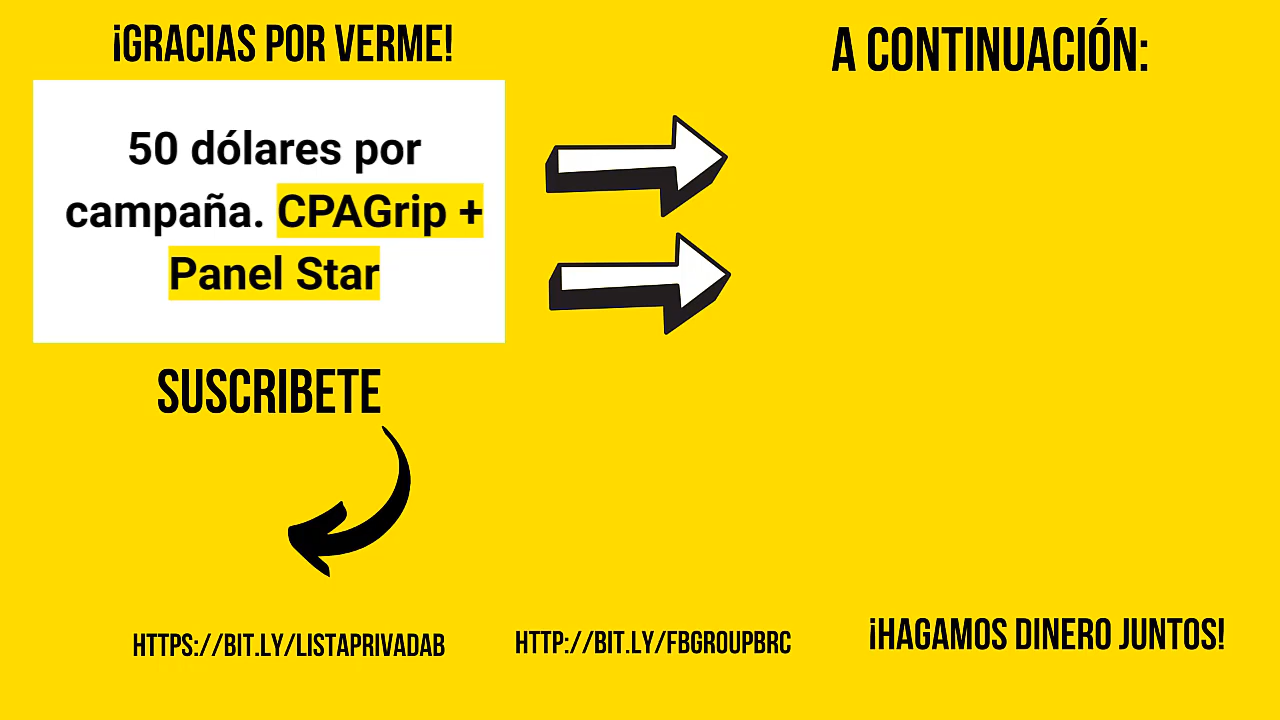 ¡GRACIAS POR VERME!
A CONTINUACIÓN:
50 dólares por
campaña. CPAGrip +
Panel Star
SUSCRIBETE
HTTPS://BIT.LY/LISTAPRIVADAB
HTTP://BIT.LY/FBGROUPBRC
¡HAGAMOS DINERO JUNTOS!